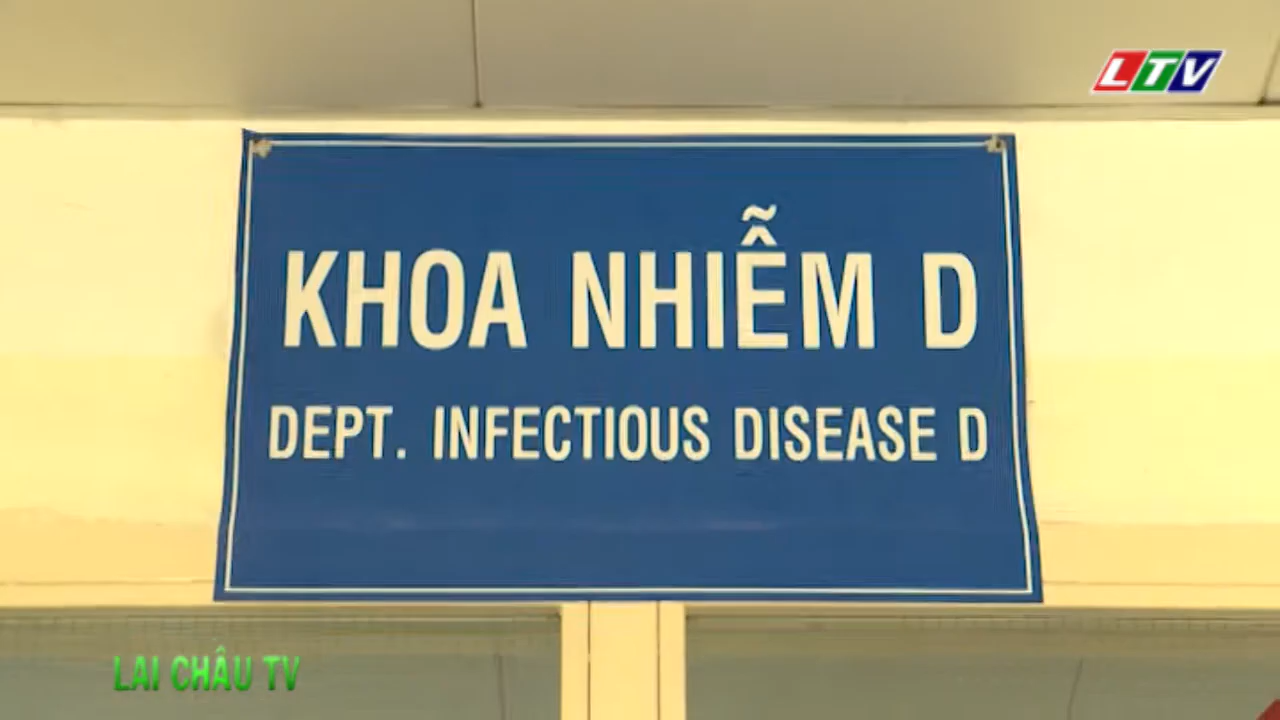 LTV
KHOA NHIỄM D
DEPT. INFECTIOUS DISEASE D
LAI CHÂU TV